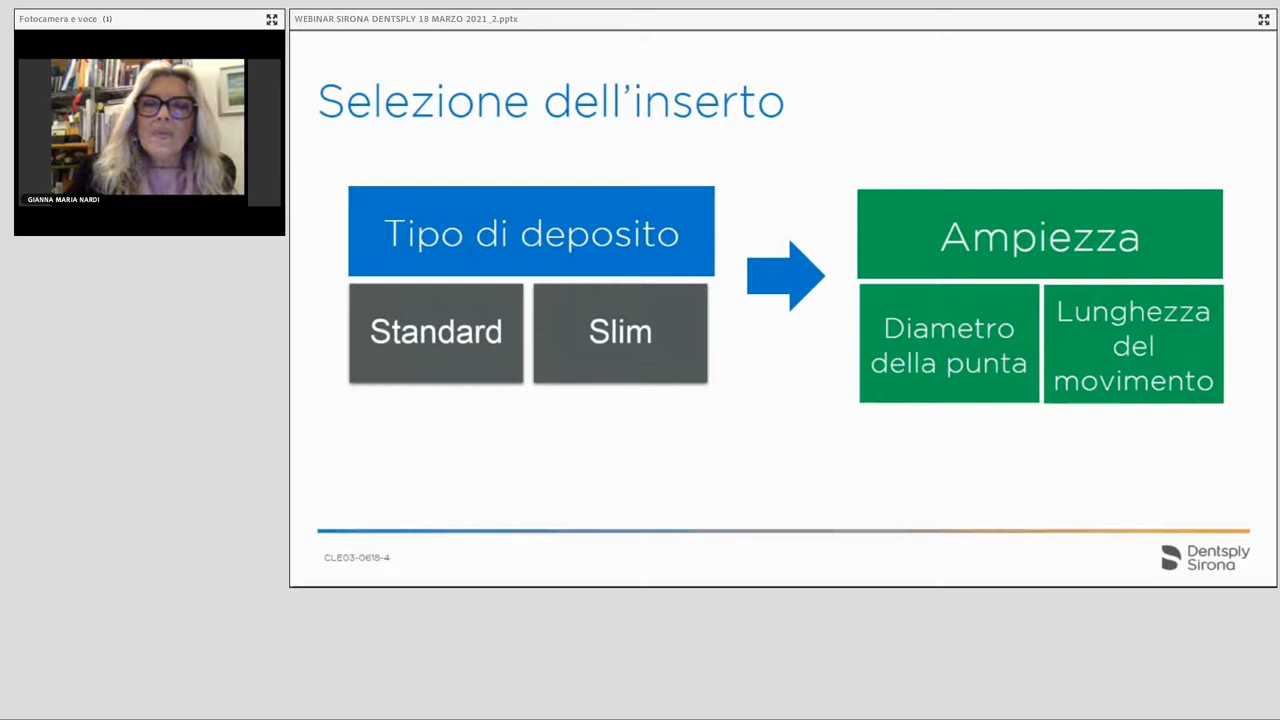 Fotocamera e voce (1)
GIANNA MARIA NARDI
WEBINAR SIRONA DENTSPLY 18 MARZO 2021_2.pptx
Selezione dell'inserto
Tipo di deposito
Standard
Slim
Ampiezza
Diametro
della punta
Lunghezza
del
movimento
CLE03-0618-4
Dentsply
Sirona